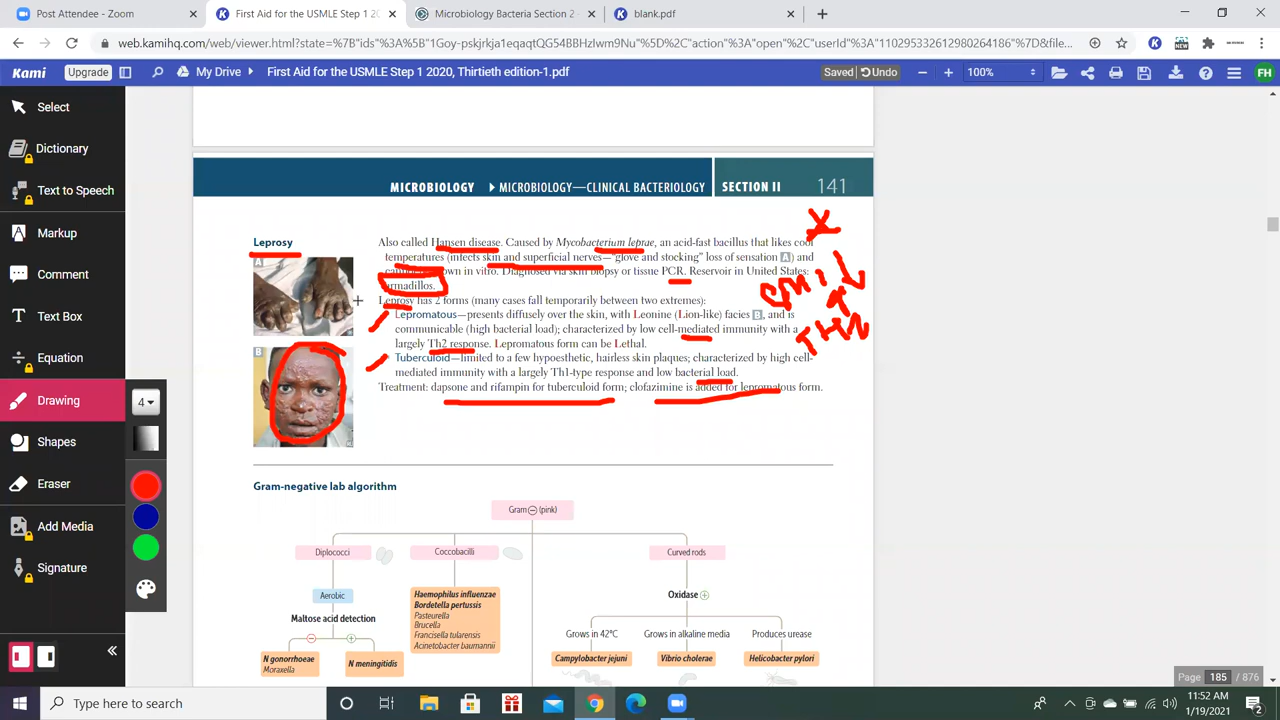 Post Attendee - Zoom
First Aid for the USMLE Step 1 2C
Microbiology Bacteria Section 2 -
blank.pdf
web.kamihq.com/web/viewer.html?state=%7B"ids"%3A%5B"1Goy-pskjrkja1eqaqtQG54BBHzlwm9Nu"%5D%2C"action"%3A"open"%2C"userId"%3A"110295332612980264186"%7D&file...
Kami
Upgrade
My Drive
First Aid for the USMLE Step 1 2020, Thirtieth edition-1.pdf
Saved
Undo
100%
FH
Select
Dictionary
Text to Speech
Markup
Comment
Text Box
Equation
Drawing
4
Shapes
Eraser
Add Media
Signature
MICROBIOLOGY
MICROBIOLOGY—CLINICAL BACTERIOLOGY
SECTION II
141
Leprosy
Also called Hansen disease. Caused by Mycobacterium leprae, an acid-fast bacillus that likes cool
temperatures (infects skin and superficial nerves—"glove and stocking" loss of sensation A) and
grown in vitro. Diagnosed via skin biopsy or tissue PCR. Reservoir in United States:
armadillos.
Leprosy has 2 forms (many cases fall temporarily between two extremes):
Lepromatous—presents diffusely over the skin, with Leonine (Lion-like) facies B, and is
communicable (high bacterial load); characterized by low cell-mediated immunity with a
largely Th2 response. Lepromatous form can be Lethal.
Tuberculoid—limited to a few hypoesthetic, hairless skin plaques; characterized by high cell-
mediated immunity with a largely Th1-type response and low bacterial load.
Treatment: dapsone and rifampin for tuberculoid form; clofazimine is added for lepromatous form.
A
B
CMI
TH2
Gram-negative lab algorithm
Gram ⊖ (pink)
Diplococci
Coccobacilli
Curved rods
Aerobic
Haemophilus influenzae
Bordetella pertussis
Pasteurella
Brucella
Francisella tularensis
Acinetobacter baumannii
Oxidase ⊕
Maltose acid detection
Grows in 42°C
Grows in alkaline media
Produces urease
N gonorrhoeae
Moraxella
N meningitidis
Campylobacter jejuni
Vibrio cholerae
Helicobacter pylori
Page 185 / 876
Type here to search
11:52 AM
1/19/2021
2